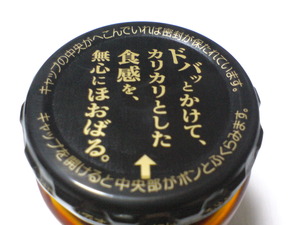 キャップの中央がへこんでいれば密封が保たれています。
ドバッとかけて、
カリカリとした
食感を、
無心にほおばる。
キャップを開けると中央部がポンとふくらみます。